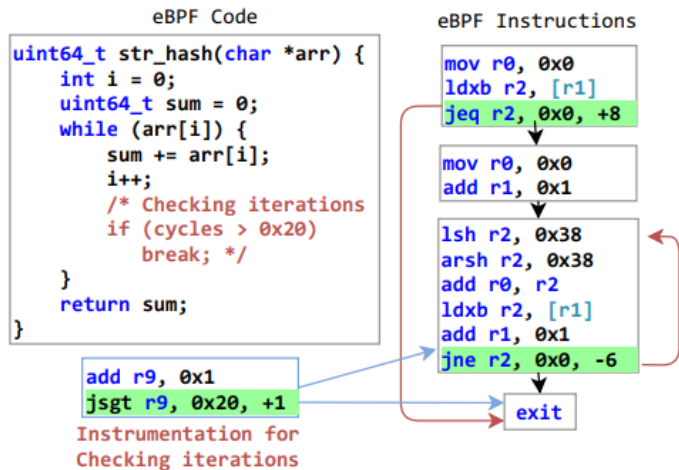 eBPF Code
uint64_t str_hash(char *arr) {
int i = 0;
uint64_t sum = 0;
while (arr[i]) {
sum += arr[i];
i++;
/* Checking iterations
if (cycles > 0x20)
break; */
}
return sum;
}
add r9, 0x1
jsgt r9, 0x20, +1
Instrumentation for
Checking iterations
eBPF Instructions
mov r0, 0x0
ldxb r2, [r1]
jeq r2, 0x0, +8
mov r0, 0x0
add r1, 0x1
lsh r2, 0x38
arsh r2, 0x38
add r0, r2
ldxb r2, [r1]
add r1, 0x1
jne r2, 0x0, -6
exit